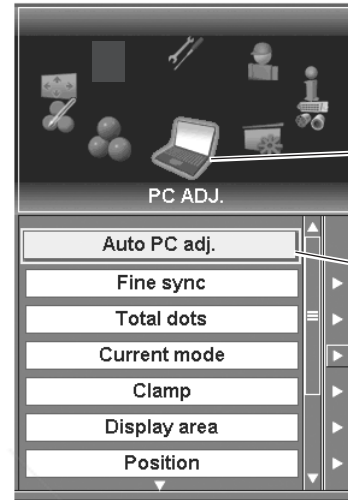 PC ADJ.
Auto PC adj.
Fine sync
Total dots
Current mode
Clamp
Display area
Position